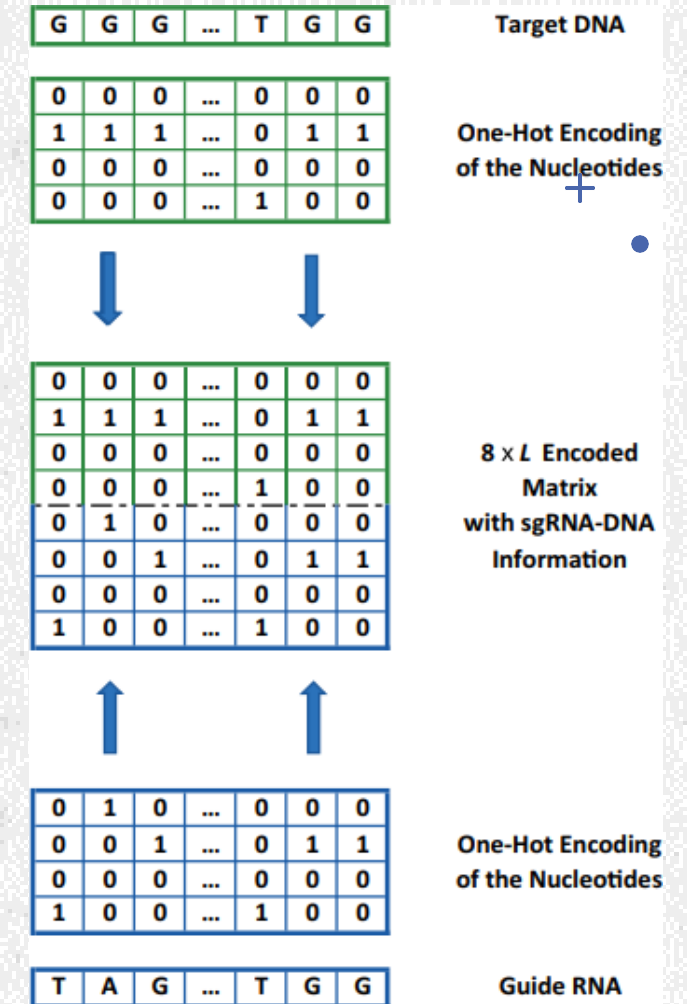 G G G ... T G G Target DNA
0 0 0 ... 0 0 0
1 1 1 ... 0 1 1 One-Hot Encoding
0 0 0 ... 0 0 0 of the Nucleotides
0 0 0 ... 1 0 0
0 0 0 ... 0 0 0
1 1 1 ... 0 1 1
0 0 0 ... 0 0 0 8 x L Encoded
0 0 0 ... 1 0 0 Matrix
0 1 0 ... 0 0 0 with sgRNA-DNA
0 0 1 ... 0 1 1 Information
0 0 0 ... 0 0 0
1 0 0 ... 1 0 0
0 1 0 ... 0 0 0
0 0 1 ... 0 1 1 One-Hot Encoding
0 0 0 ... 0 0 0 of the Nucleotides
1 0 0 ... 1 0 0
T A G ... T G G Guide RNA